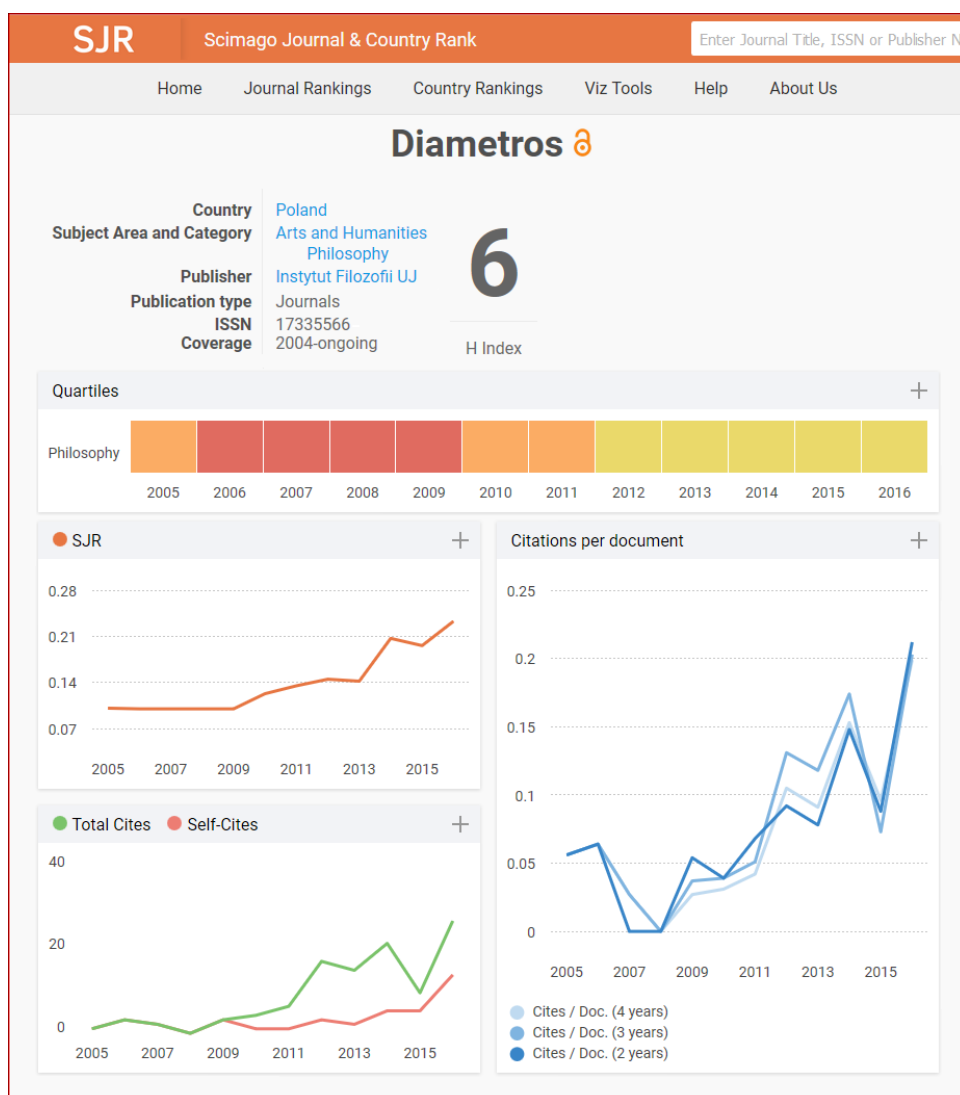 SJR Scimago Journal & Country Rank Enter Journal Title, ISSN or Publisher N
Home Journal Rankings Country Rankings Viz Tools Help About Us
Diametros
Country Poland
Subject Area and Category Arts and Humanities
Philosophy
Publisher Instytut Filozofii UJ
Publication type Journals
ISSN 17335566
Coverage 2004-ongoing
6
H Index
Quartiles
Philosophy
2005 2006 2007 2008 2009 2010 2011 2012 2013 2014 2015 2016
SJR
0.28
0.21
0.14
0.07
2005 2007 2009 2011 2013 2015
Total Cites Self-Cites
40
20
0
2005 2007 2009 2011 2013 2015
Citations per document
0.25
0.2
0.15
0.1
0.05
0
2005 2007 2009 2011 2013 2015
Cites / Doc. (4 years)
Cites / Doc. (3 years)
Cites / Doc. (2 years)